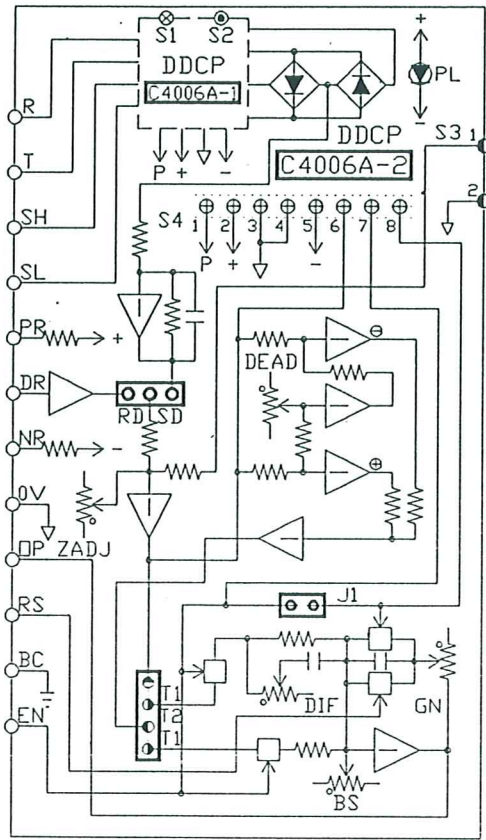 S1 S2
DDCP
C4006A-1
P + -
+
PL
-
R
T
SH
SL
PR
+
DR
NR
-
0V
OP
RS
BC
EN
DDCP
C4006A-2
S3 1
2
S4 1 2 3 4 5 6 7 8
P + -
DEAD
RD SD
ZADJ
J1
T1
T2
T1
DIF
GN
BS